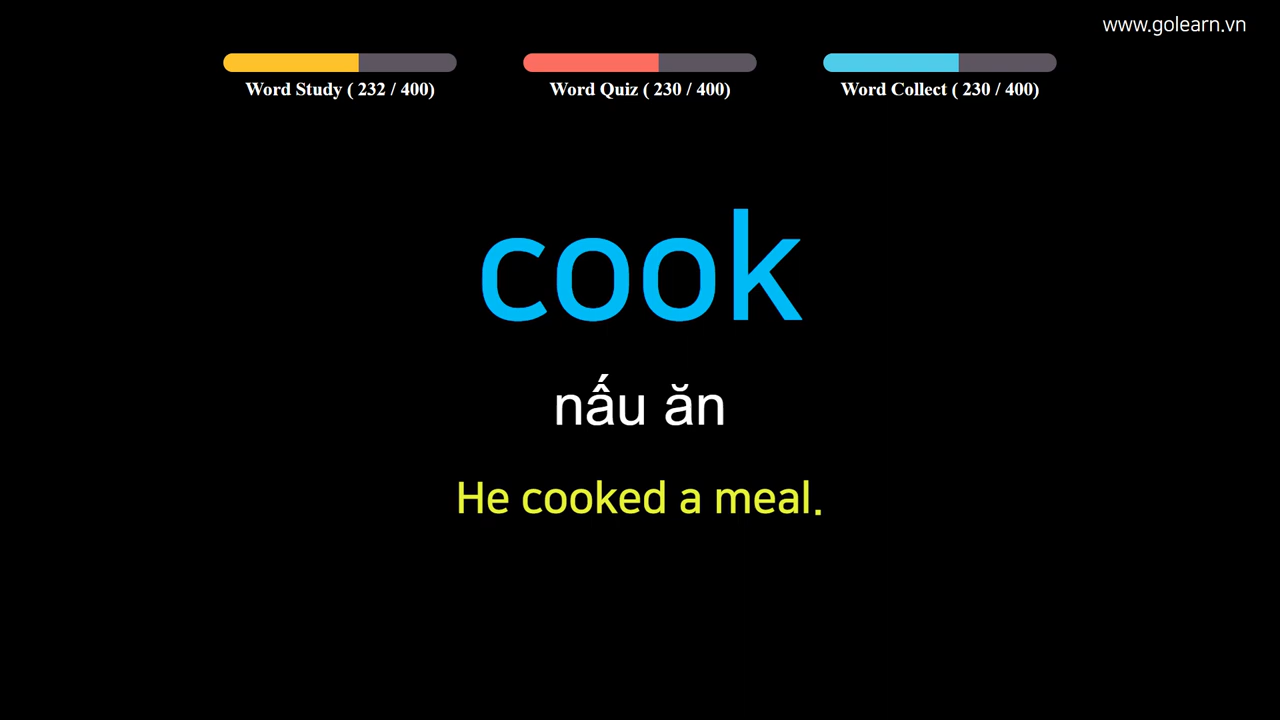 www.golearn.vn
Word Study ( 232 / 400)
Word Quiz ( 230 / 400)
Word Collect ( 230 / 400)
cook
nấu ăn
He cooked a meal.